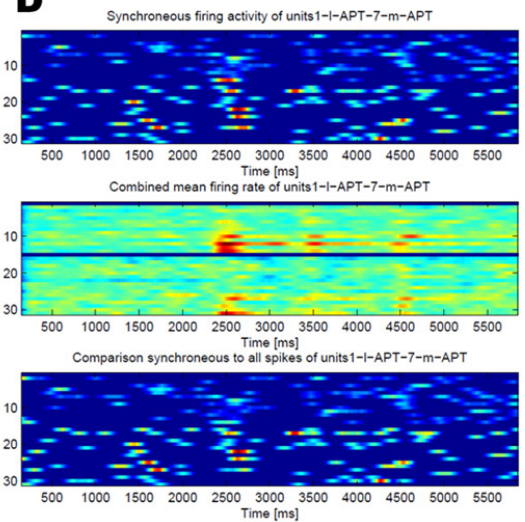 D
Synchronous firing activity of units1-l-APT-7-m-APT
10
20
30
500 1000 1500 2000 2500 3000 3500 4000 4500 5000 5500
Time [ms]
Combined mean firing rate of units1-l-APT-7-m-APT
10
20
30
500 1000 1500 2000 2500 3000 3500 4000 4500 5000 5500
Time [ms]
Comparison synchronous to all spikes of units1-l-APT-7-m-APT
10
20
30
500 1000 1500 2000 2500 3000 3500 4000 4500 5000 5500
Time [ms]